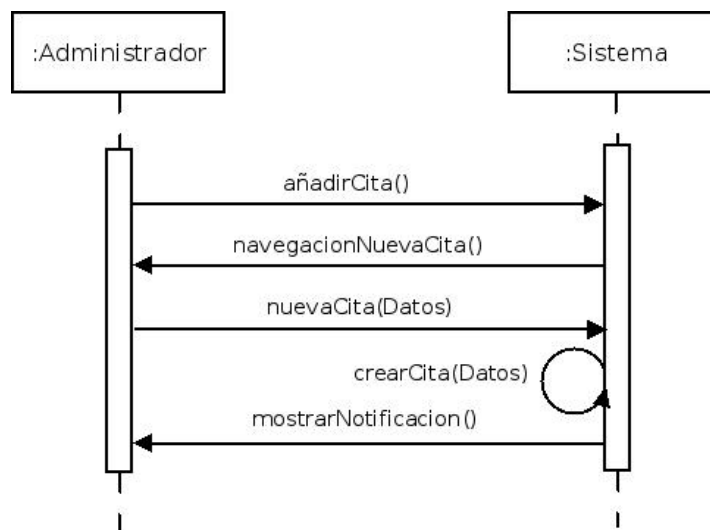 :Administrador
:Sistema
añadirCita()
navegacionNuevaCita()
nuevaCita(Datos)
crearCita(Datos)
mostrarNotificacion()